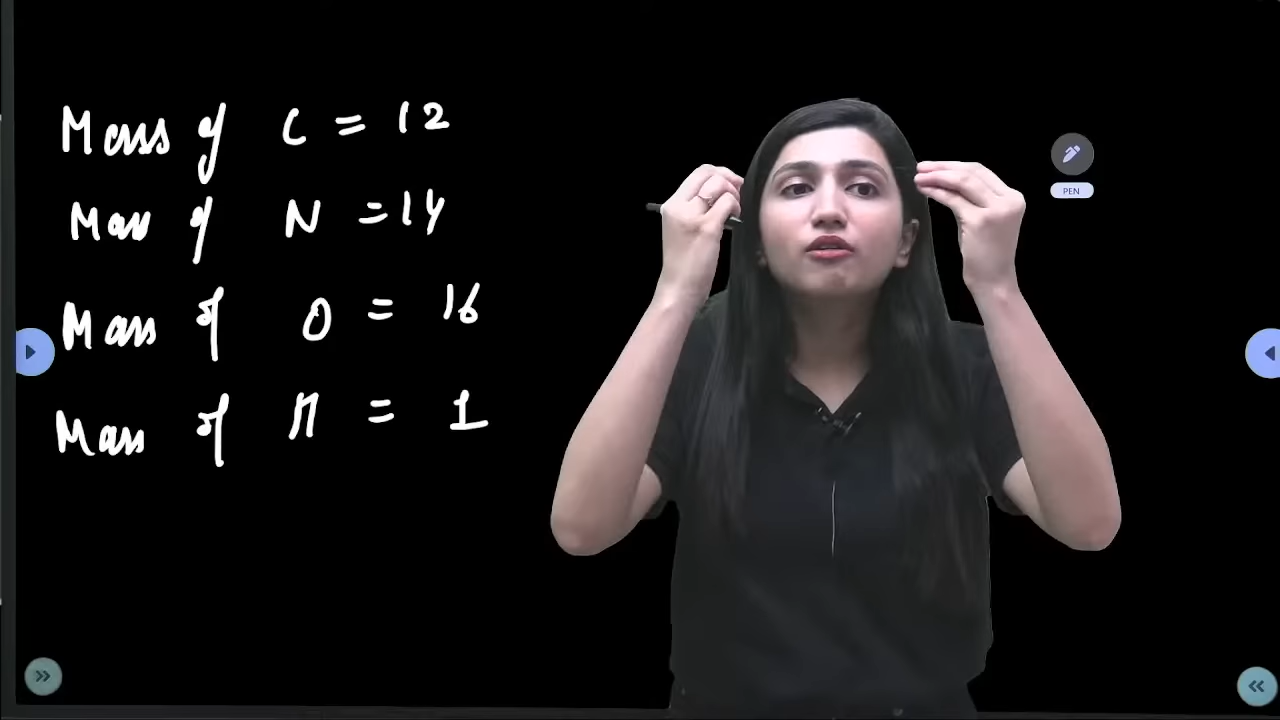 Mass of C = 12
Mass of N = 14
Mass of O = 16
Mass of H = 1
PEN